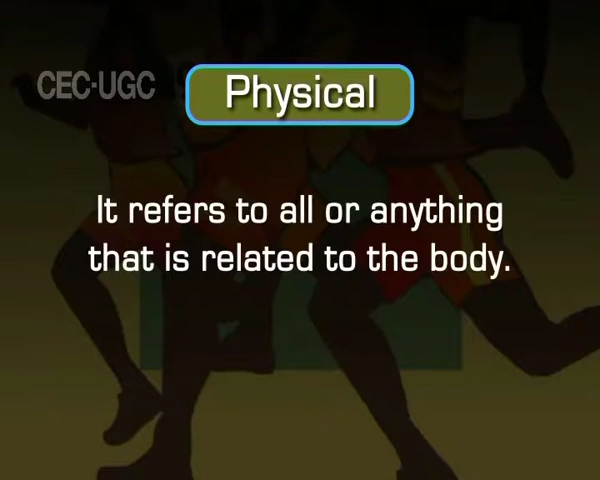 CEC-UGC
Physical
It refers to all or anything
that is related to the body.